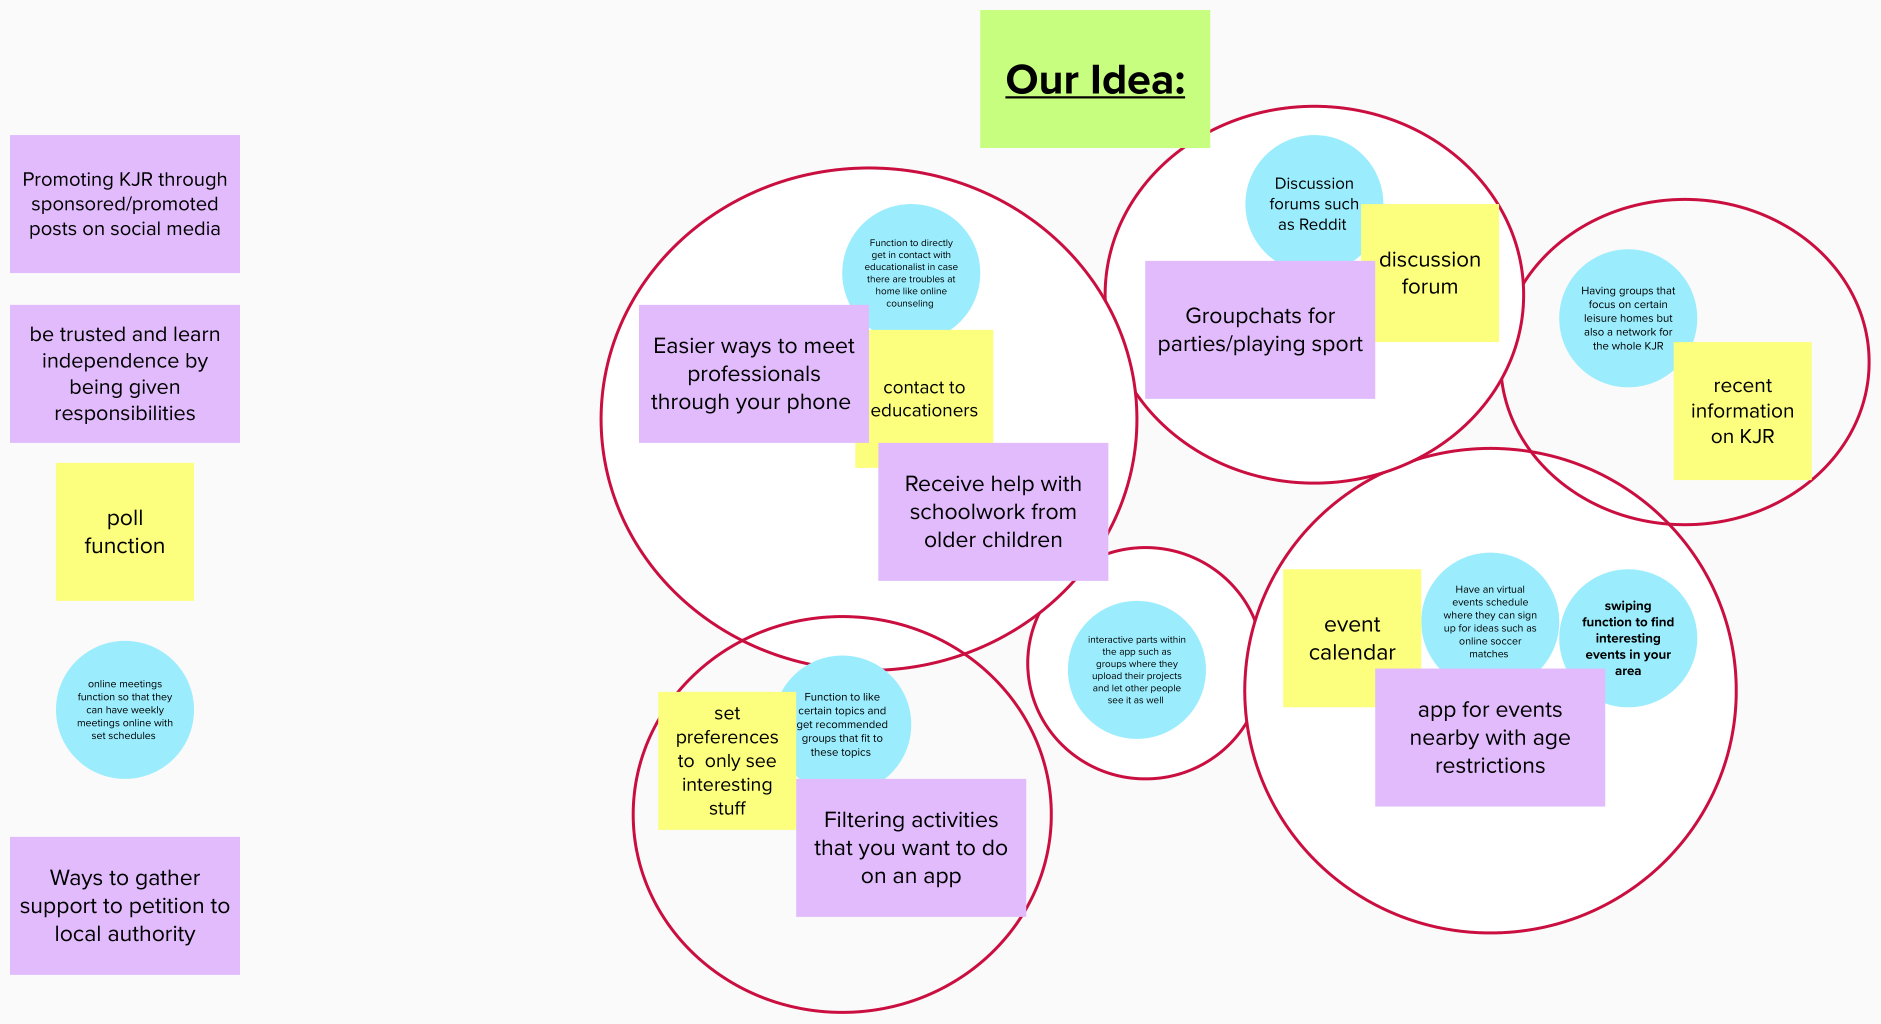 Our Idea:
Promoting KJR through
sponsored/promoted
posts on social media
be trusted and learn
independence by
being given
responsibilities
poll
function
online meetings
function so that they
can have weekly
meetings online with
set schedules
Ways to gather
support to petition to
local authority
Function to directly
get in contact with
educationalist in case
there are troubles at
home like online
counseling
Easier ways to meet
professionals
through your phone
contact to
educationers
Receive help with
schoolwork from
older children
Discussion
forums such
as Reddit
discussion
forum
Groupchats for
parties/playing sport
Having groups that
focus on certain
leisure homes but
also a network for
the whole KJR
recent
information
on KJR
interactive parts within
the app such as
groups where they
upload their projects
and let other people
see it as well
set
preferences
to only see
interesting
stuff
Function to like
certain topics and
get recommended
groups that fit to
these topics
Filtering activities
that you want to do
on an app
event
calendar
Have an virtual
events schedule
where they can sign
up for ideas such as
online soccer
matches
swiping
function to find
interesting
events in your
area
app for events
nearby with age
restrictions